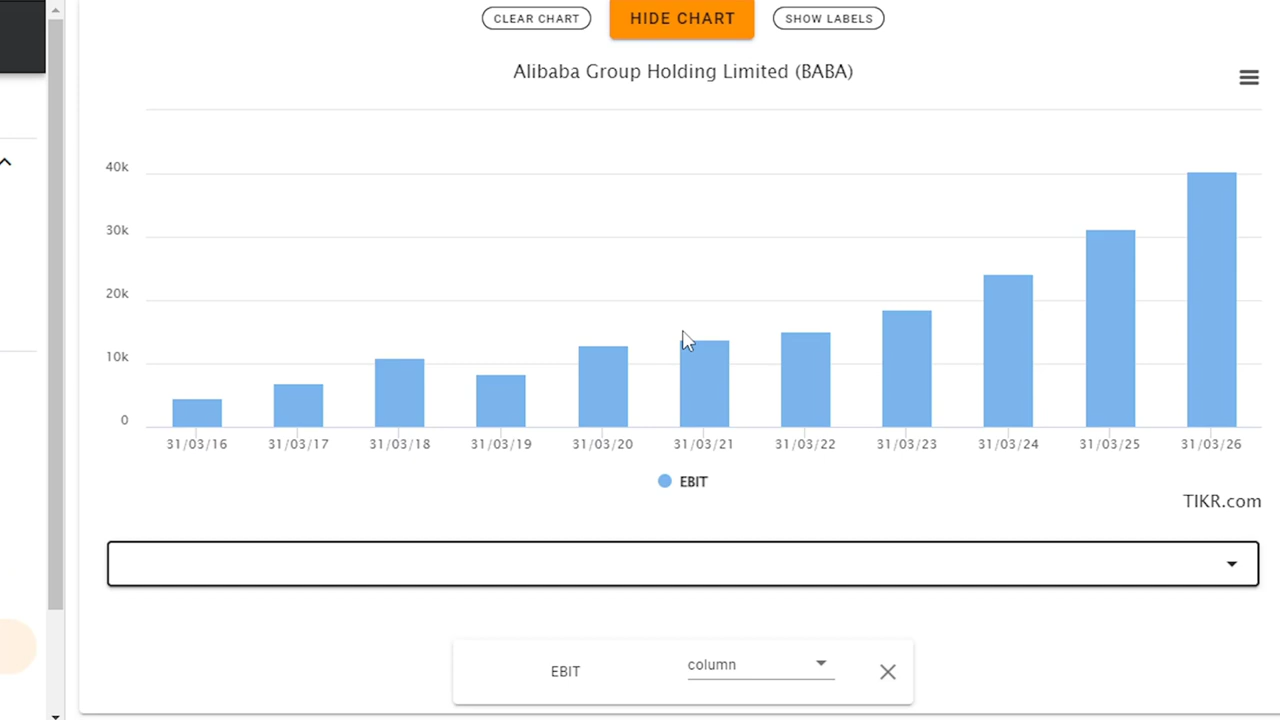 CLEAR CHART
HIDE CHART
SHOW LABELS
Alibaba Group Holding Limited (BABA)
40k
30k
20k
10k
0
31/03/16 31/03/17 31/03/18 31/03/19 31/03/20 31/03/21 31/03/22 31/03/23 31/03/24 31/03/25 31/03/26
EBIT
TIKR.com
EBIT column